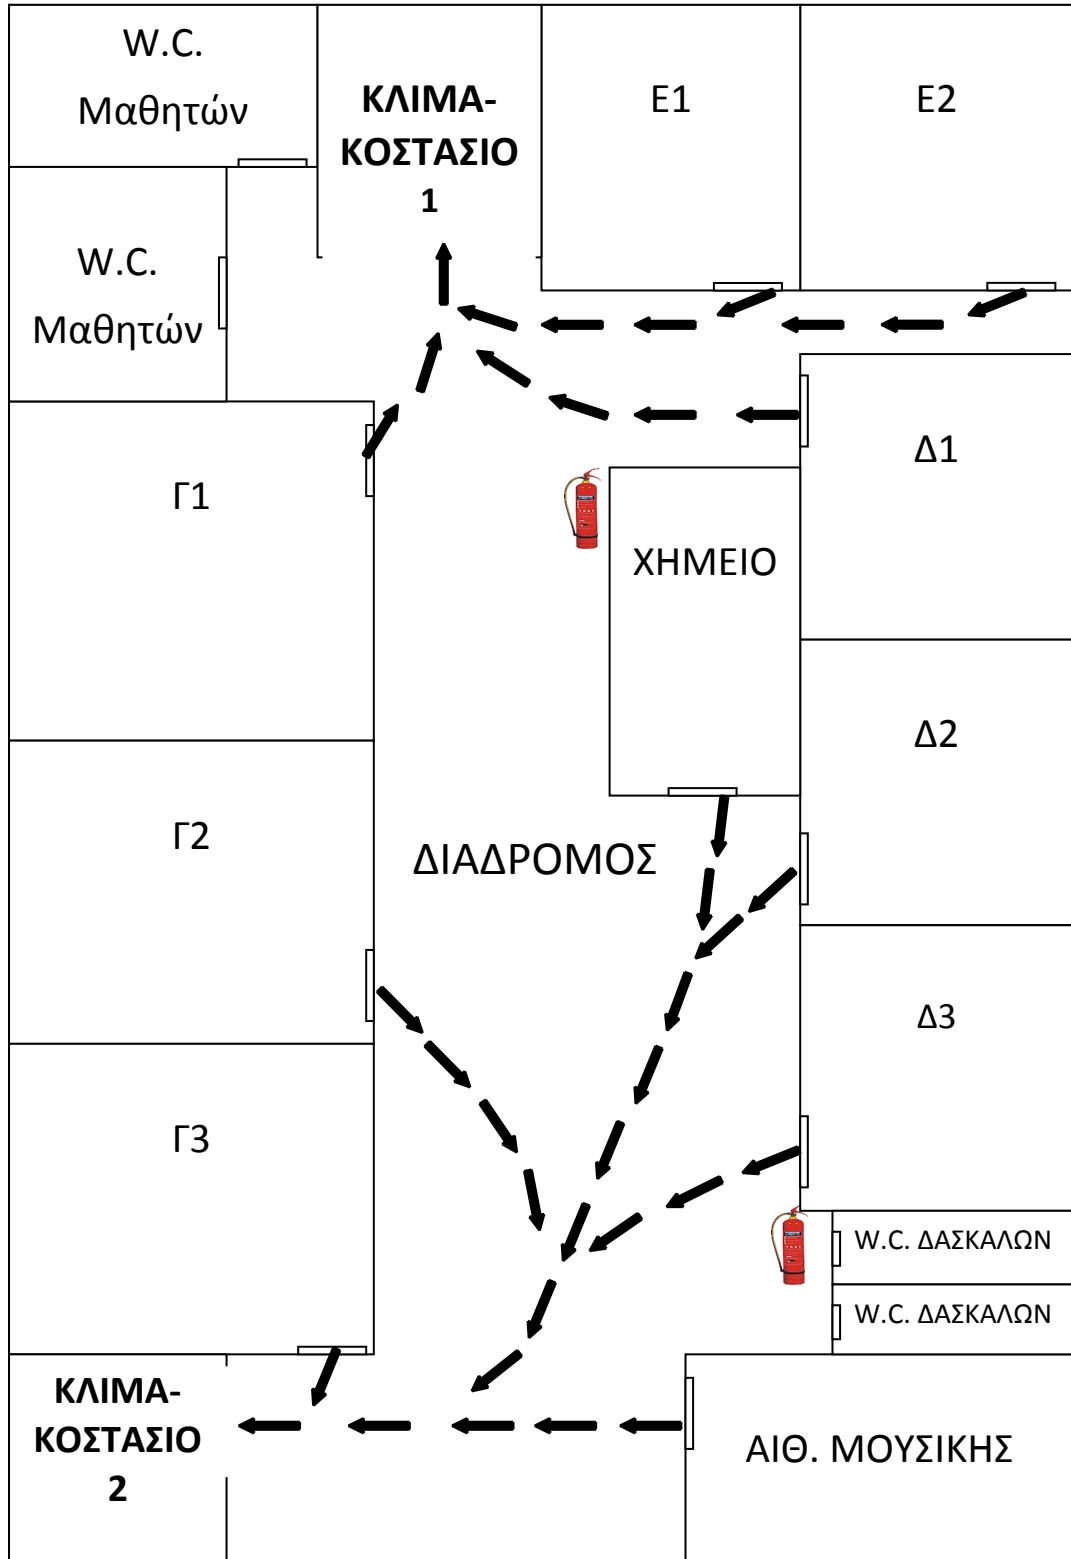 W.C.
Μαθητών
ΚΛΙΜΑ-
ΚΟΣΤΑΣΙΟ
1
Ε1
Ε2
W.C.
Μαθητών
Γ1
Δ1
ΧΗΜΕΙΟ
Δ2
Γ2
ΔΙΑΔΡΟΜΟΣ
Δ3
Γ3
W.C. ΔΑΣΚΑΛΩΝ
W.C. ΔΑΣΚΑΛΩΝ
ΚΛΙΜΑ-
ΚΟΣΤΑΣΙΟ
2
ΑΙΘ. ΜΟΥΣΙΚΗΣ